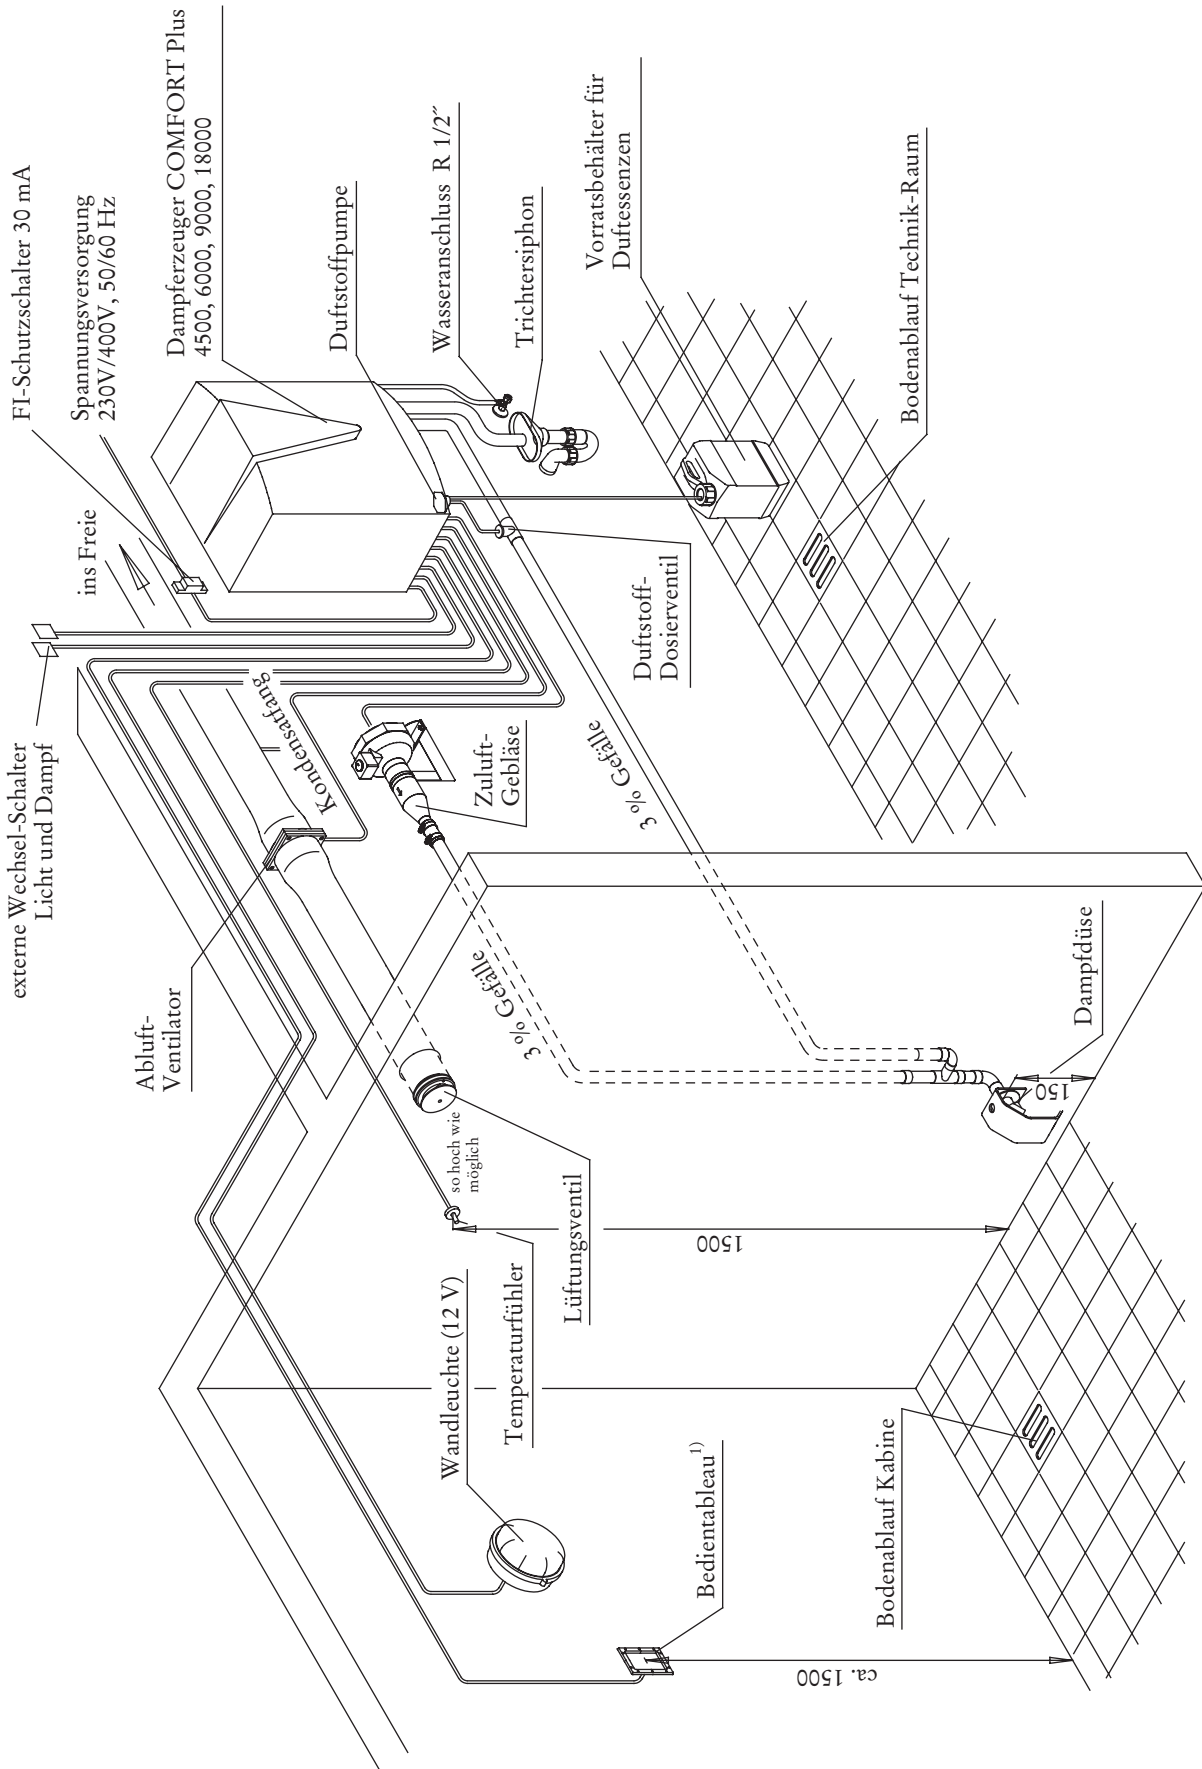 externe Wechsel-Schalter
Licht und Dampf
FI-Schutzschalter 30 mA
Spannungsversorgung
230V/400V, 50/60 Hz
ins Freie
Dampferzeuger COMFORT Plus
4500, 6000, 9000, 18000
Abluft-
Ventilator
Kondensatfang
Duftstoffpumpe
Wasseranschluss R 1/2˝
Trichtersiphon
Zuluft-
Gebläse
Vorratsbehälter für
Duftessenzen
Duftstoff-
Dosierventil
3 % Gefälle
3 % Gefälle
Bodenablauf Technik-Raum
so hoch wie
möglich
Wandleuchte (12 V)
Temperaturfühler
Lüftungsventil
1500
Bedientableau1)
ca. 1500
Bodenablauf Kabine
Dampfdüse
150